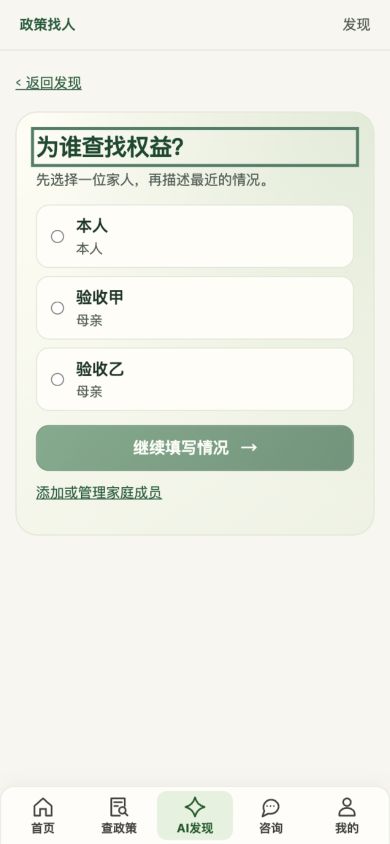 政策找人
发现
‹ 返回发现
为谁查找权益?
先选择一位家人，再描述最近的情况。
本人
本人
验收甲
母亲
验收乙
母亲
继续填写情况 →
添加或管理家庭成员
首页
查政策
AI发现
咨询
我的